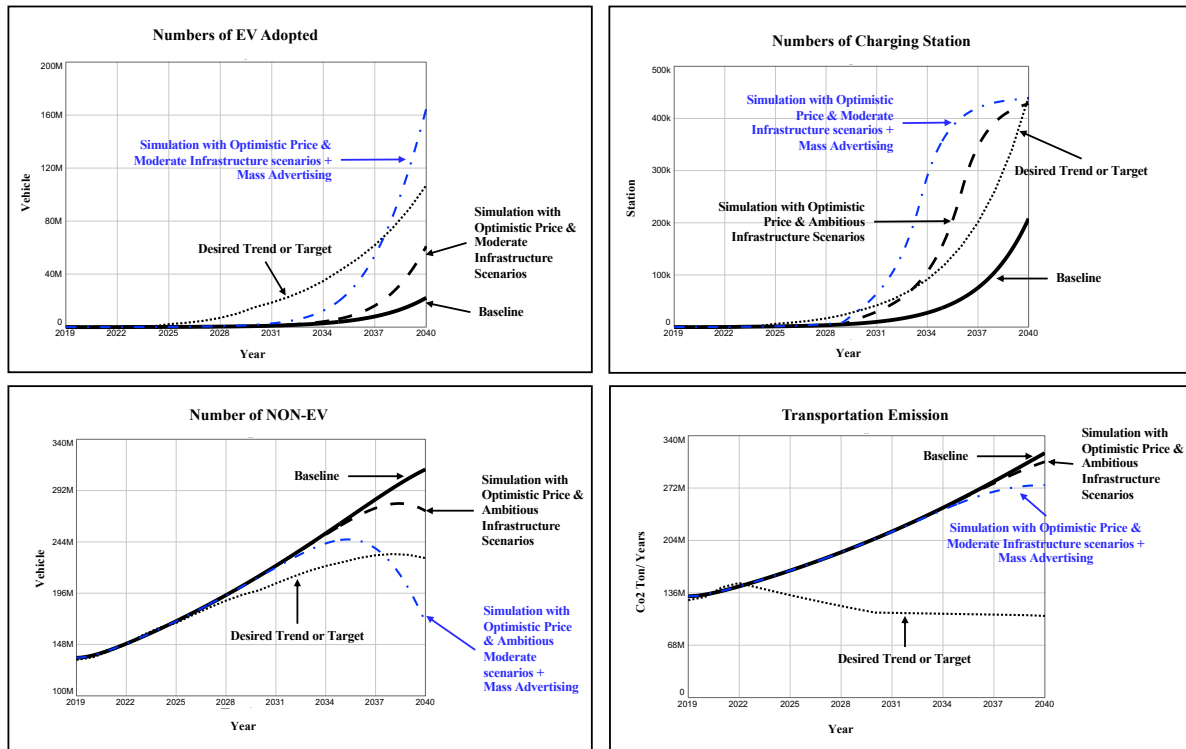 Numbers of EV Adopted
200M
160M
120M
80M
40M
0
Vehicle
Simulation with Optimistic Price &
Moderate Infrastructure scenarios +
Mass Advertising
Desired Trend or Target
Simulation with
Optimistic Price &
Moderate
Infrastructure
Scenarios
Baseline
2019 2022 2025 2028 2031 2034 2037 2040
Year
Numbers of Charging Station
500k
400k
300k
200k
100k
0
Station
Simulation with Optimistic
Price & Moderate
Infrastructure scenarios +
Mass Advertising
Desired Trend or Target
Simulation with Optimistic
Price & Ambitious
Infrastructure Scenarios
Baseline
2019 2022 2025 2028 2031 2034 2037 2040
Year
Number of NON-EV
340M
292M
244M
196M
148M
100M
Vehicle
Baseline
Simulation with
Optimistic Price &
Ambitious
Infrastructure
Scenarios
Desired Trend or Target
Simulation with
Optimistic Price
& Ambitious
Moderate
scenarios +
Mass Advertising
2019 2022 2025 2028 2031 2034 2037 2040
Year
Transportation Emission
340M
272M
204M
136M
68M
0
Co2 Ton/ Years
Baseline
Simulation with
Optimistic Price &
Ambitious
Infrastructure
Scenarios
Simulation with Optimistic Price &
Moderate Infrastructure scenarios +
Mass Advertising
Desired Trend or Target
2019 2022 2025 2028 2031 2034 2037 2040
Year